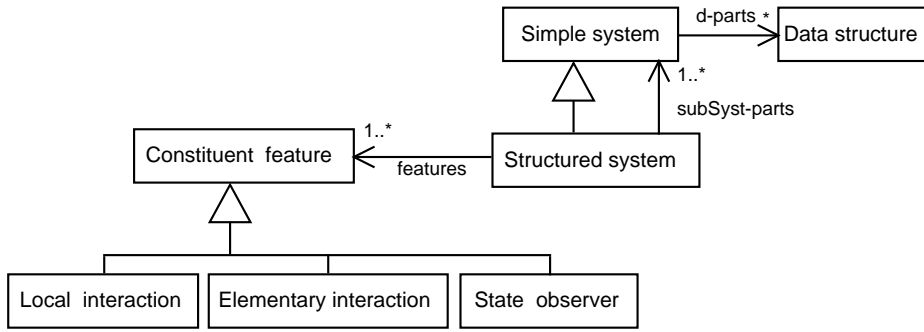 d-parts *
Simple system
Data structure
1..*
subSyst-parts
1..*
Constituent feature
features
Structured system
Local interaction
Elementary interaction
State observer